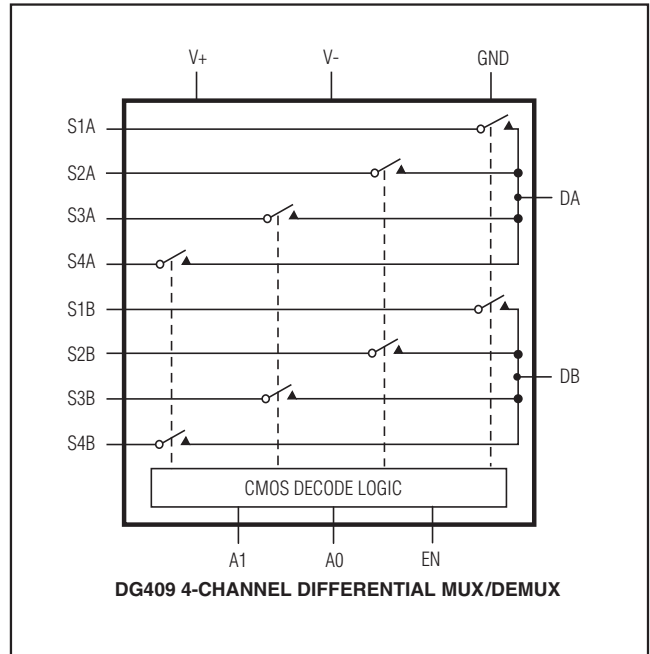 V+ V- GND
S1A
S2A
DA
S3A
S4A
S1B
S2B
DB
S3B
S4B
CMOS DECODE LOGIC
A1 A0 EN
DG409 4-CHANNEL DIFFERENTIAL MUX/DEMUX